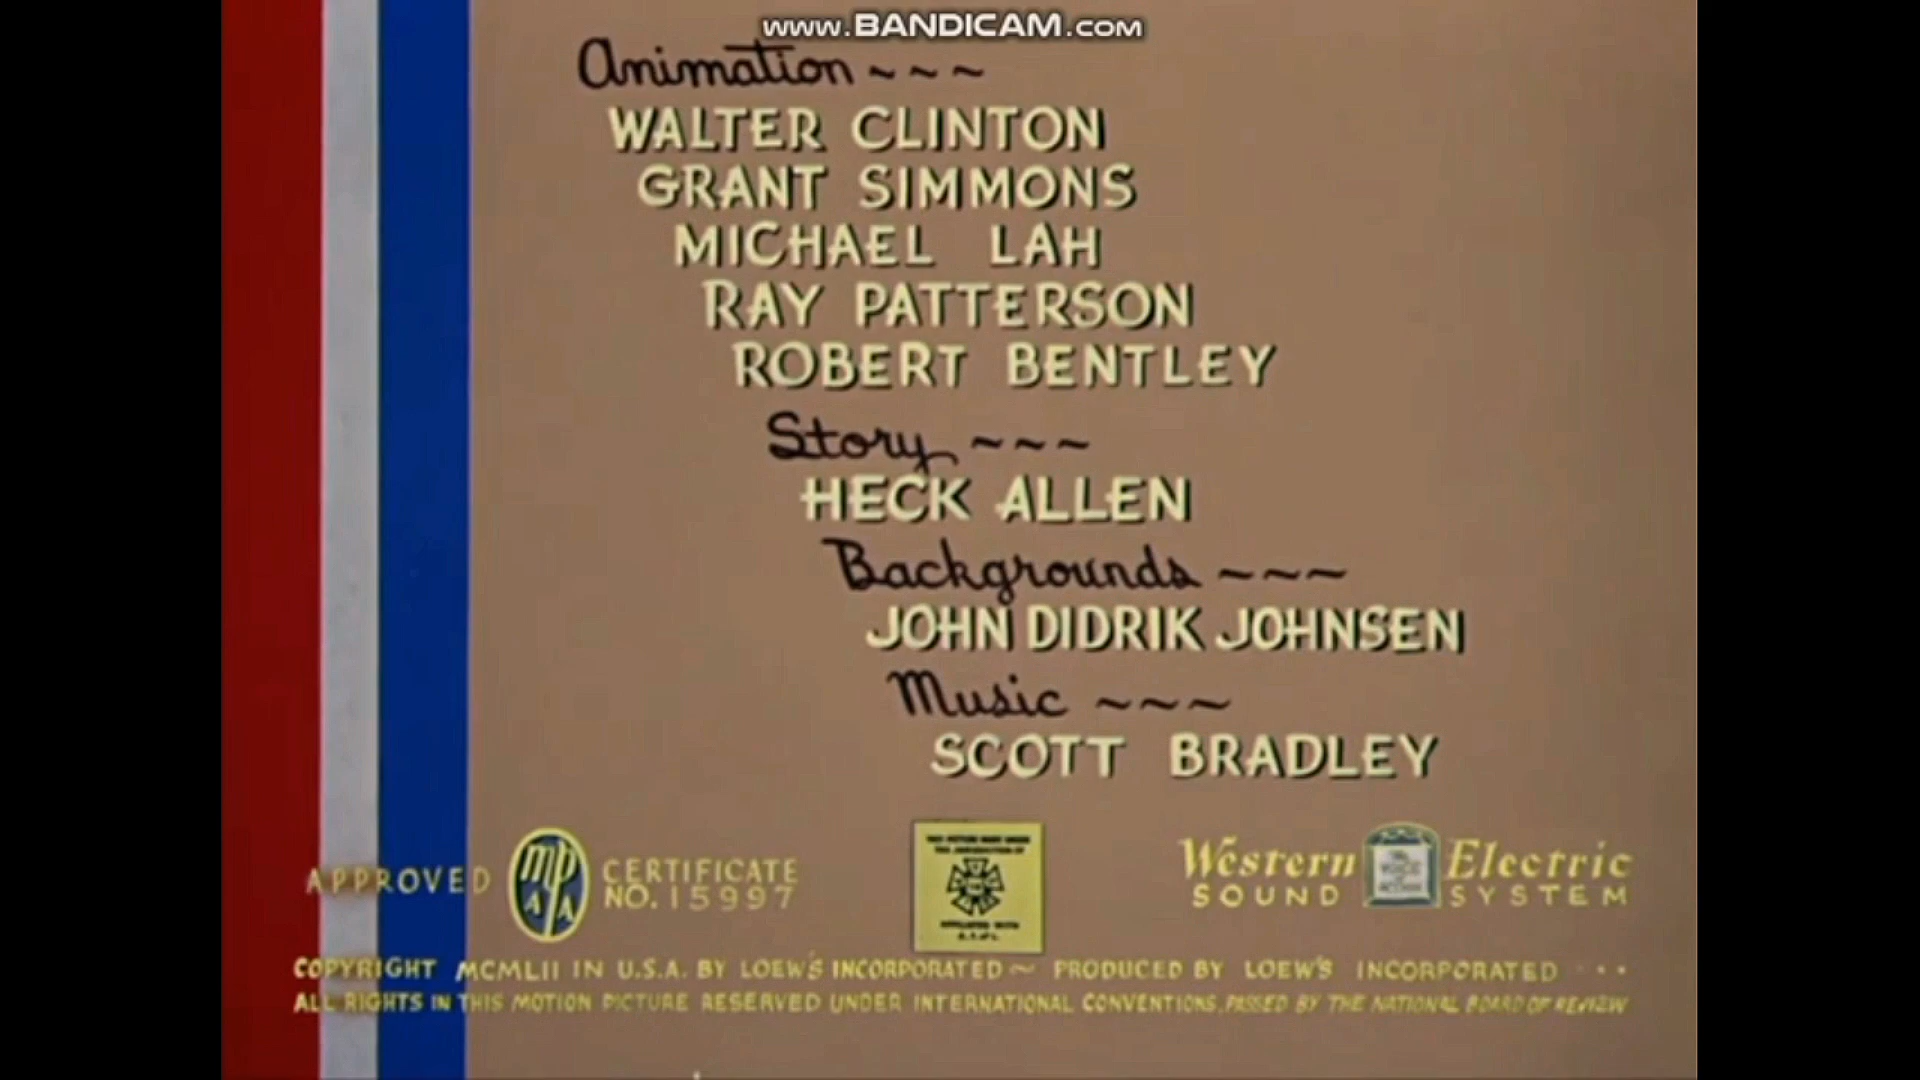 www.BANDICAM.com
Animation ~ ~ ~
WALTER CLINTON
GRANT SIMMONS
MICHAEL LAH
RAY PATTERSON
ROBERT BENTLEY
Story ~ ~ ~
HECK ALLEN
Backgrounds ~ ~ ~
JOHN DIDRIK JOHNSEN
Music ~ ~ ~
SCOTT BRADLEY
APPROVED MPAA CERTIFICATE NO. 15997
Western Electric
SOUND SYSTEM
COPYRIGHT MCMLII IN U.S.A. BY LOEW'S INCORPORATED ~ PRODUCED BY LOEW'S INCORPORATED
ALL RIGHTS IN THIS MOTION PICTURE RESERVED UNDER INTERNATIONAL CONVENTIONS. PASSED BY THE NATIONAL BOARD OF REVIEW